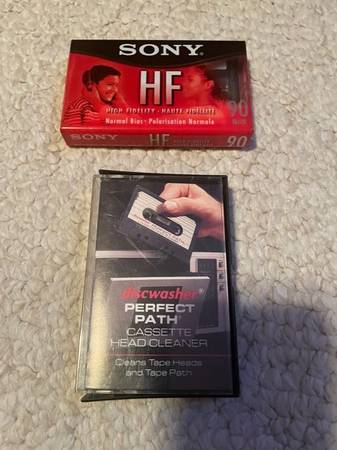 SONY
HF
HIGH FIDELITY • HAUTE FIDÉLITÉ
Normal Bias • Polarisation Normale
90
SONY HF 90
discwasher®
PERFECT
PATH
CASSETTE
HEAD CLEANER
Cleans Tape Heads
and Tape Path